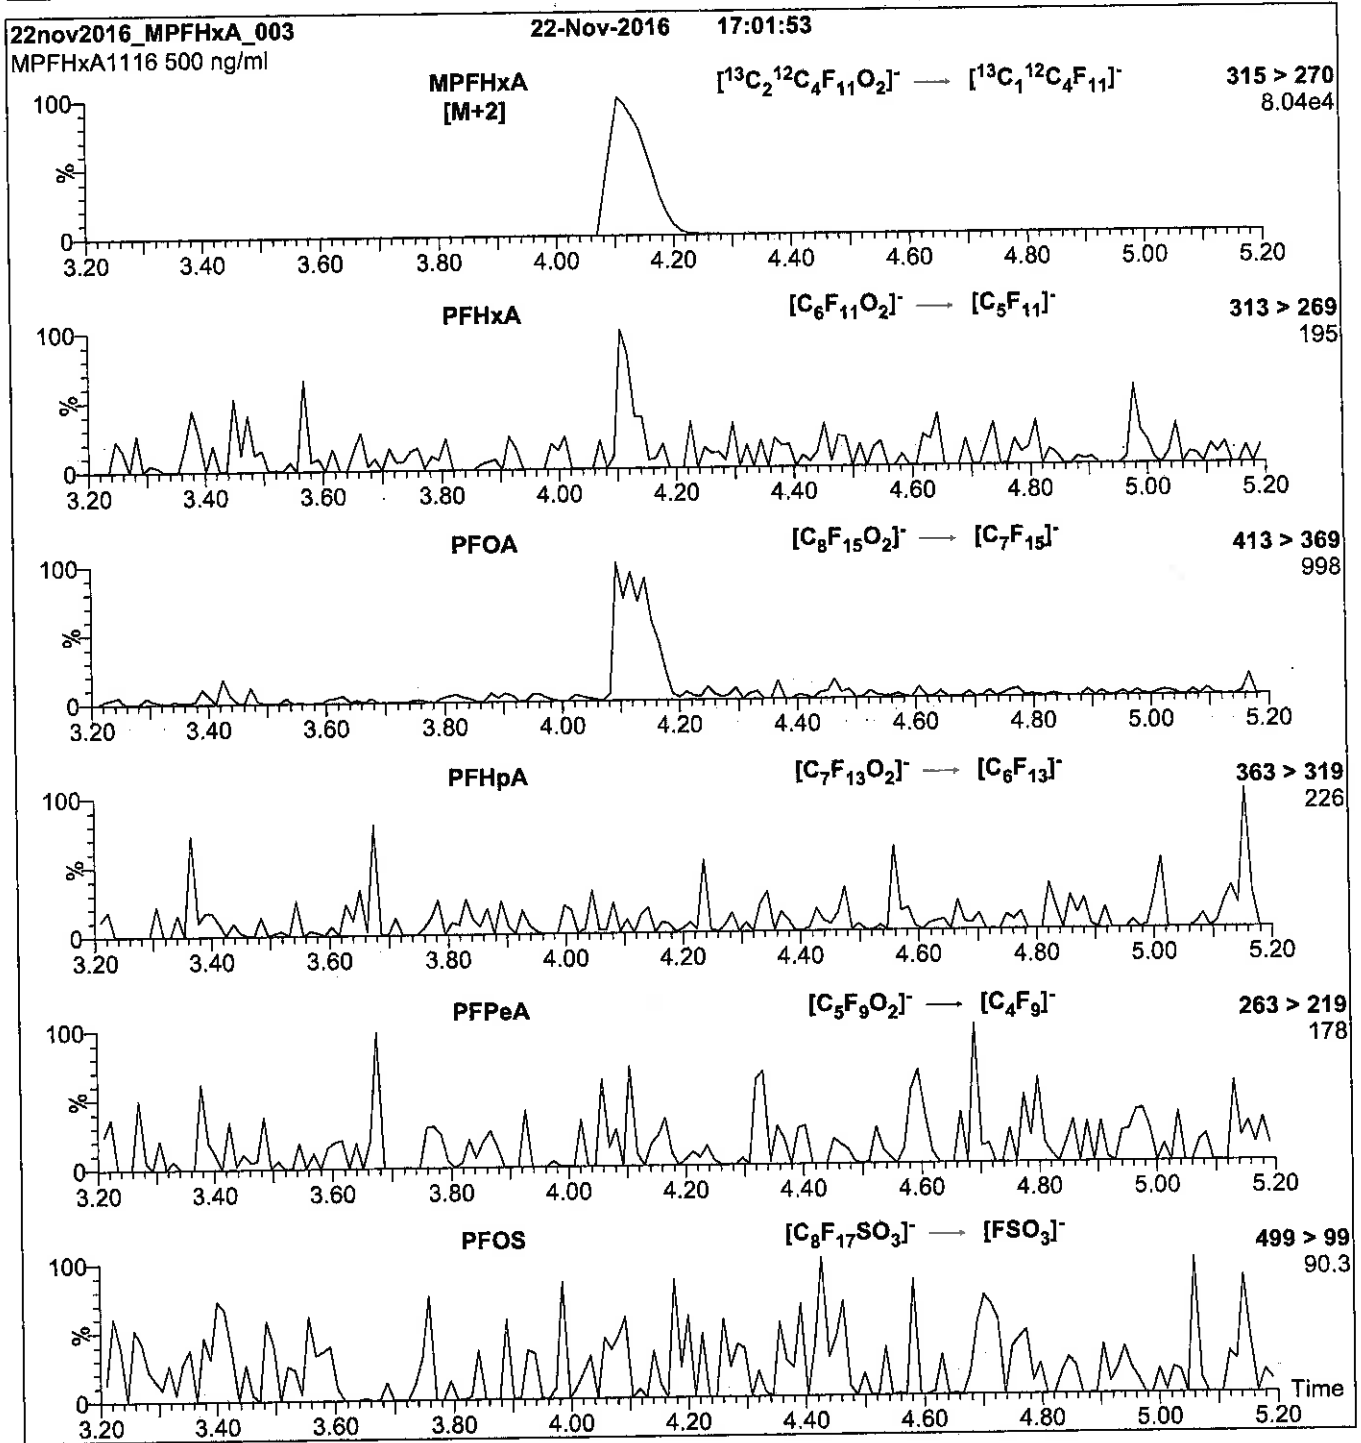 22nov2016_MPFHxA_003 22-Nov-2016 17:01:53
MPFHxA1116 500 ng/ml
MPFHxA [¹³C₂¹²C₄F₁₁O₂]⁻ → [¹³C₁¹²C₄F₁₁]⁻ 315 > 270
[M+2] 8.04e4
100
%
0
3.20 3.40 3.60 3.80 4.00 4.20 4.40 4.60 4.80 5.00 5.20
PFHxA [C₆F₁₁O₂]⁻ → [C₅F₁₁]⁻ 313 > 269
195
100
%
0
3.20 3.40 3.60 3.80 4.00 4.20 4.40 4.60 4.80 5.00 5.20
PFOA [C₈F₁₅O₂]⁻ → [C₇F₁₅]⁻ 413 > 369
998
100
%
0
3.20 3.40 3.60 3.80 4.00 4.20 4.40 4.60 4.80 5.00 5.20
PFHpA [C₇F₁₃O₂]⁻ → [C₆F₁₃]⁻ 363 > 319
226
100
%
0
3.20 3.40 3.60 3.80 4.00 4.20 4.40 4.60 4.80 5.00 5.20
PFPeA [C₅F₉O₂]⁻ → [C₄F₉]⁻ 263 > 219
178
100
%
0
3.20 3.40 3.60 3.80 4.00 4.20 4.40 4.60 4.80 5.00 5.20
PFOS [C₈F₁₇SO₃]⁻ → [FSO₃]⁻ 499 > 99
90.3
100
%
0
Time
3.20 3.40 3.60 3.80 4.00 4.20 4.40 4.60 4.80 5.00 5.20